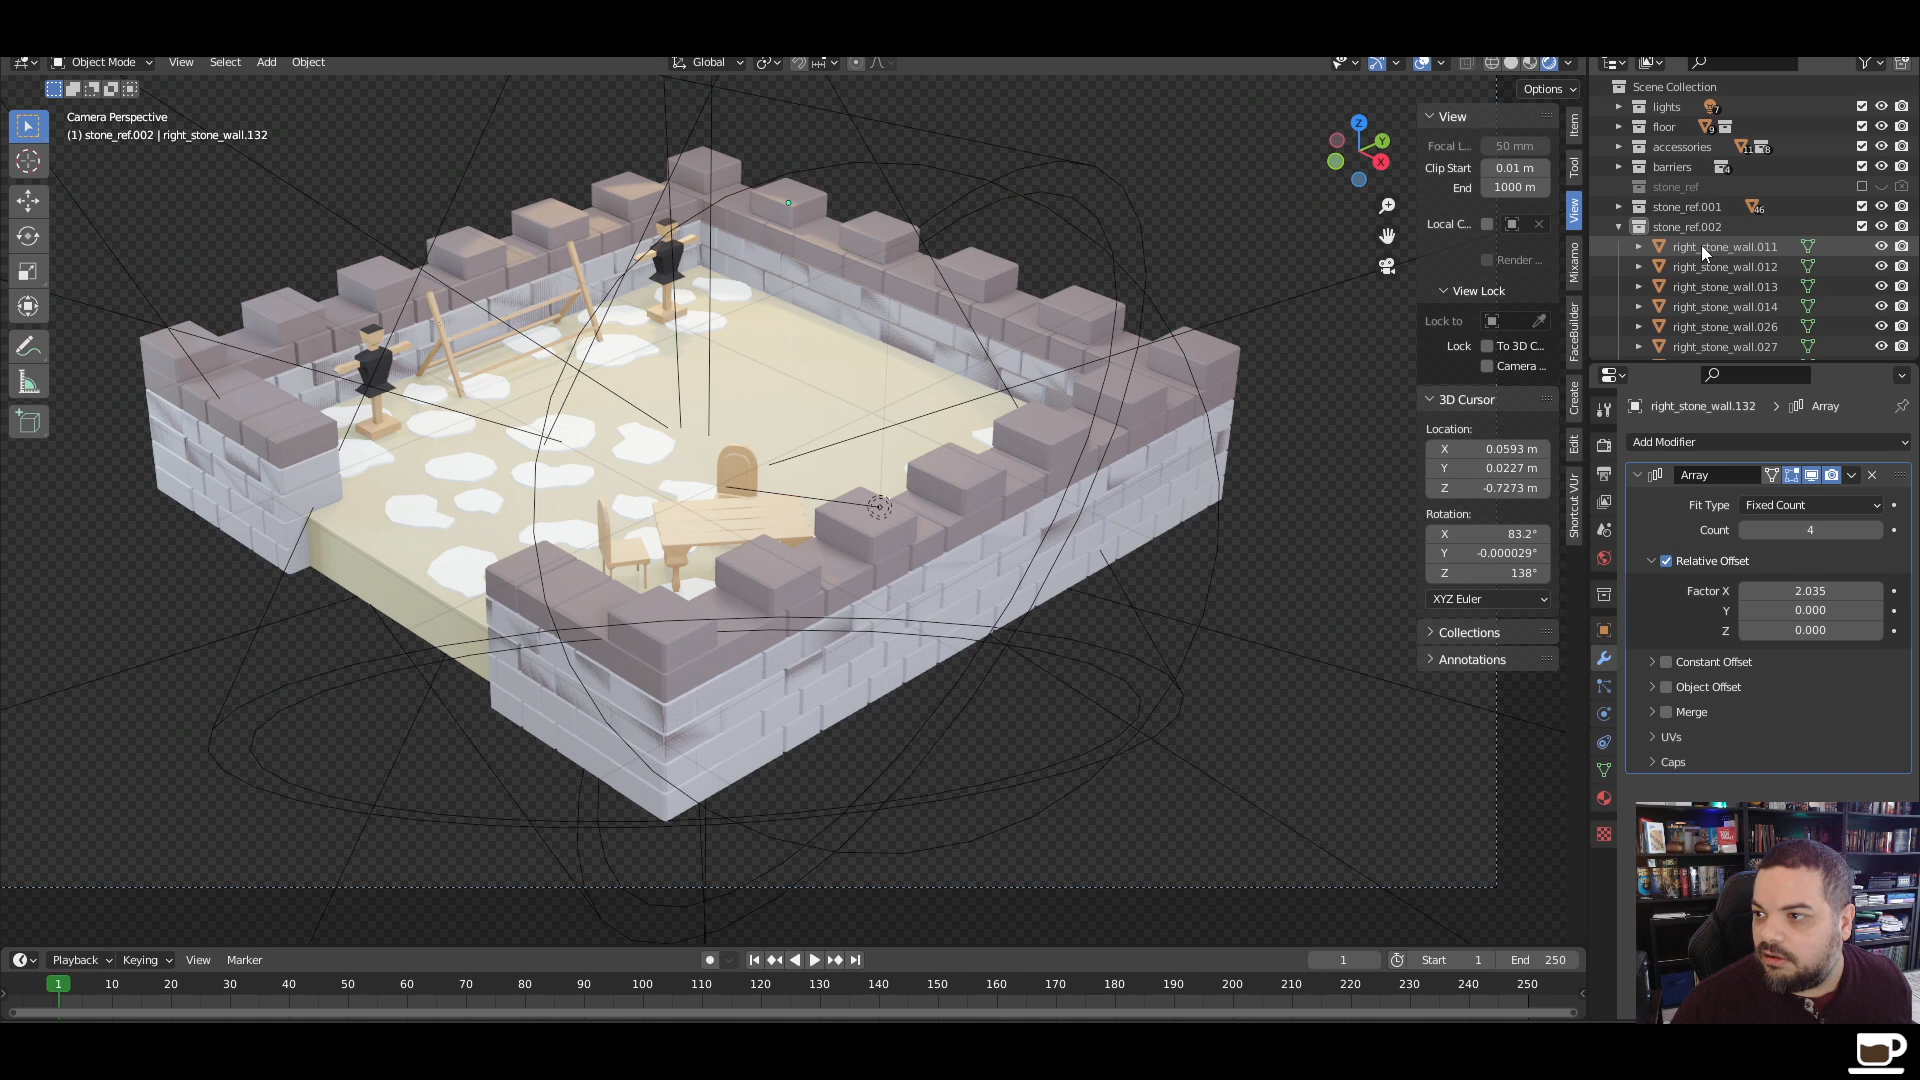 Object Mode
View
Select
Add
Object
Global
Options
Camera Perspective
(1) stone_ref.002 | right_stone_wall.132
Z
Y
X
View
Focal L...
50 mm
Clip Start
0.01 m
End
1000 m
Local C...
Render ...
View Lock
Lock to
Lock
To 3D C...
Camera ...
3D Cursor
Location:
X
0.0593 m
Y
0.0227 m
Z
-0.7273 m
Rotation:
X
83.2°
Y
-0.000029°
Z
138°
XYZ Euler
Collections
Annotations
Item
Tool
View
Mixamo
FaceBuilder
Create
Edit
Shortcut VUr
Scene Collection
lights
7
floor
9
accessories
11
8
barriers
4
stone_ref
stone_ref.001
46
stone_ref.002
right_stone_wall.011
right_stone_wall.012
right_stone_wall.013
right_stone_wall.014
right_stone_wall.026
right_stone_wall.027
right_stone_wall.132
Array
Add Modifier
Array
Fit Type
Fixed Count
Count
4
Relative Offset
Factor X
2.035
Y
0.000
Z
0.000
Constant Offset
Object Offset
Merge
UVs
Caps
Playback
Keying
View
Marker
1
Start
1
End
250
1
10
20
30
40
50
60
70
80
90
100
110
120
130
140
150
160
170
180
190
200
210
220
230
240
250